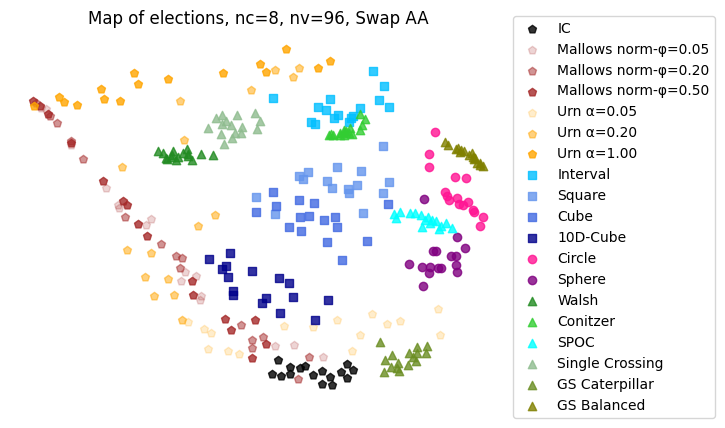 Map of elections, nc=8, nv=96, Swap AA
IC
Mallows norm-φ=0.05
Mallows norm-φ=0.20
Mallows norm-φ=0.50
Urn α=0.05
Urn α=0.20
Urn α=1.00
Interval
Square
Cube
10D-Cube
Circle
Sphere
Walsh
Conitzer
SPOC
Single Crossing
GS Caterpillar
GS Balanced